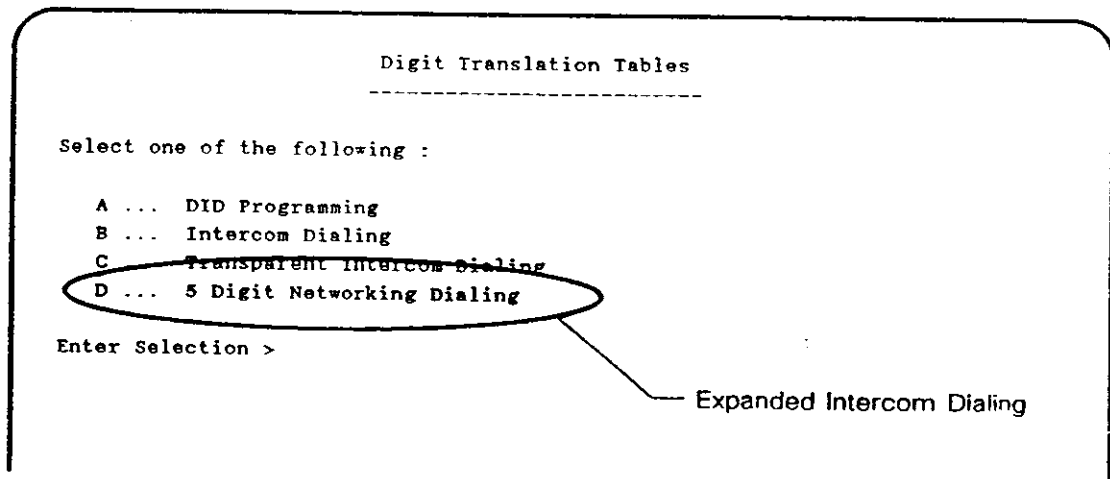 Digit Translation Tables
--------------------------
Select one of the following :
A ... DID Programming
B ... Intercom Dialing
C ... Transparent Intercom Dialing
D ... 5 Digit Networking Dialing
Enter Selection >
Expanded Intercom Dialing